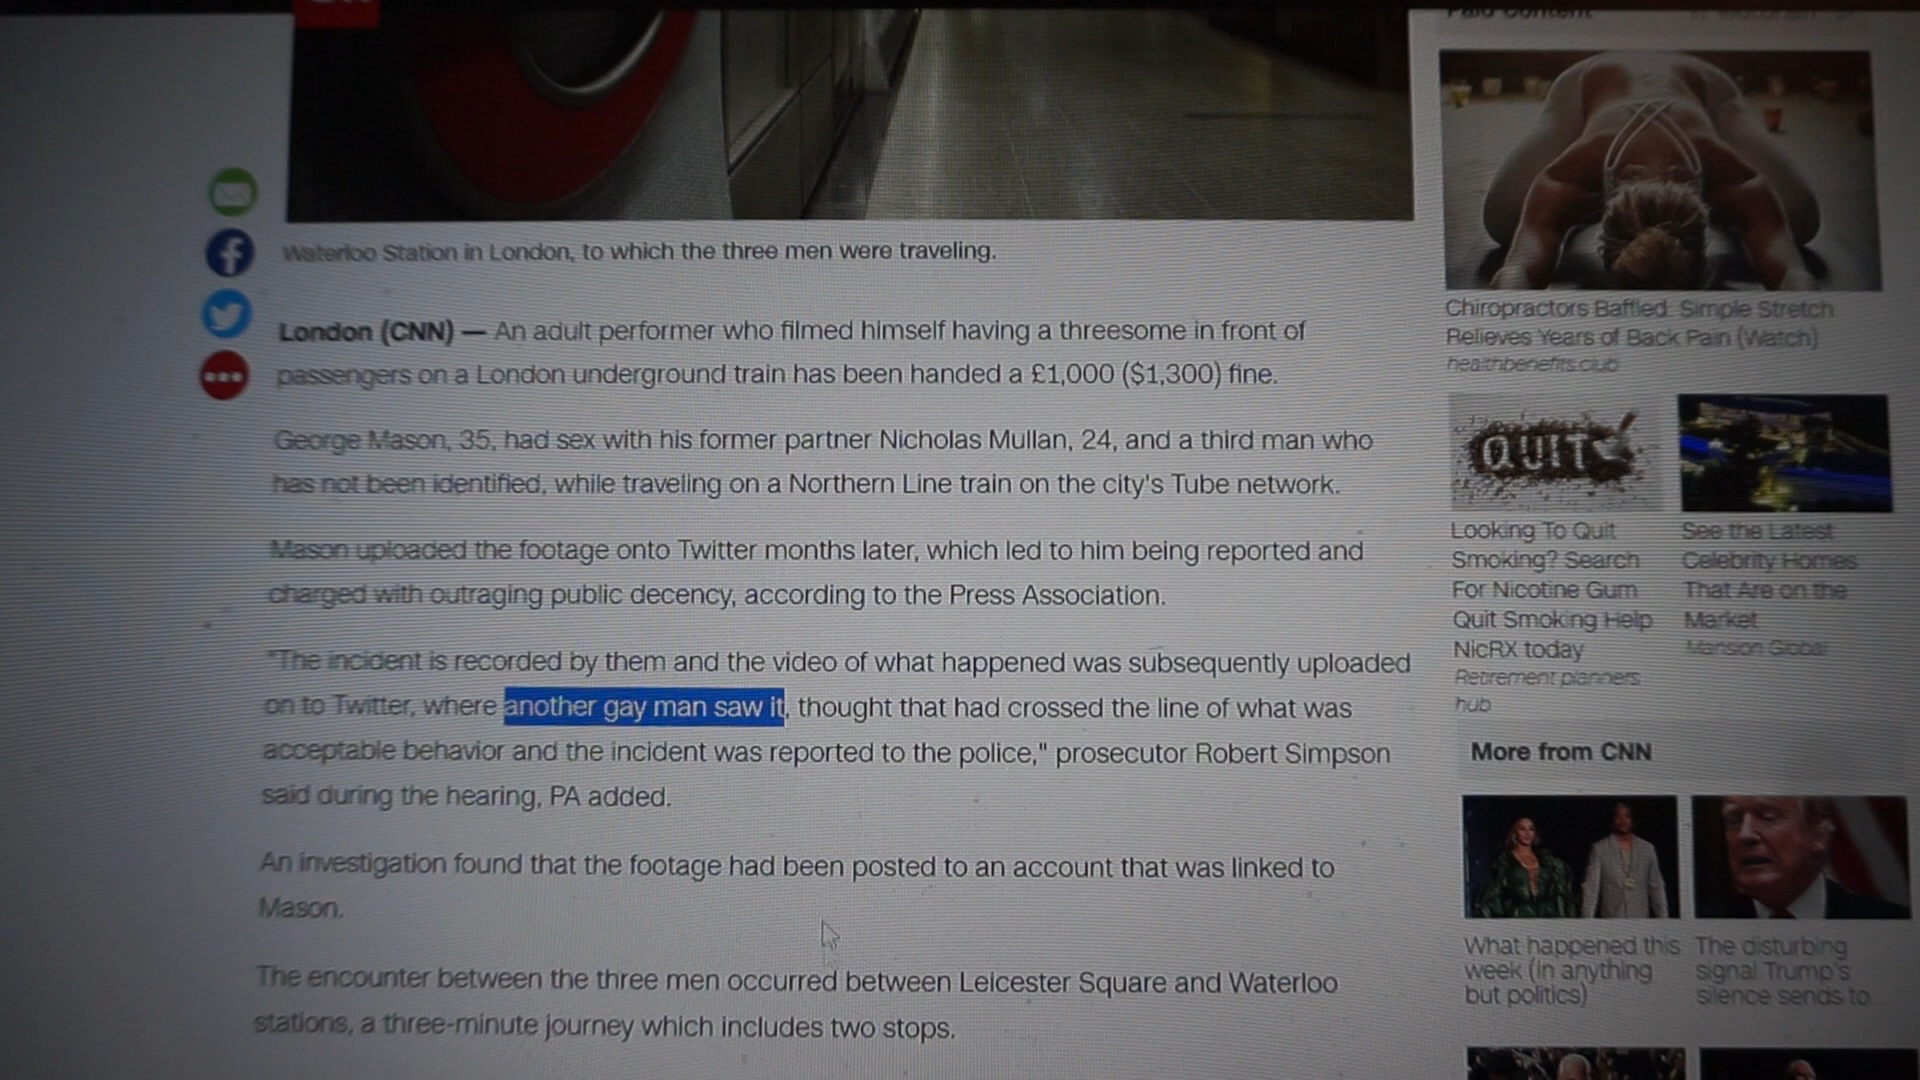 Paid Content
Waterloo Station in London, to which the three men were traveling.
London (CNN) — An adult performer who filmed himself having a threesome in front of
passengers on a London underground train has been handed a £1,000 ($1,300) fine.
George Mason, 35, had sex with his former partner Nicholas Mullan, 24, and a third man who
has not been identified, while traveling on a Northern Line train on the city's Tube network.
Mason uploaded the footage onto Twitter months later, which led to him being reported and
charged with outraging public decency, according to the Press Association.
"The incident is recorded by them and the video of what happened was subsequently uploaded
on to Twitter, where another gay man saw it, thought that had crossed the line of what was
acceptable behavior and the incident was reported to the police," prosecutor Robert Simpson
said during the hearing, PA added.
An investigation found that the footage had been posted to an account that was linked to
Mason.
The encounter between the three men occurred between Leicester Square and Waterloo
stations, a three-minute journey which includes two stops.
Chiropractors Baffled: Simple Stretch
Relieves Years of Back Pain (Watch)
healthbenefits.club
QUIT
Looking To Quit
Smoking? Search
For Nicotine Gum
Quit Smoking Help
NicRX today
Retirement planners
hub
See the Latest
Celebrity Homes
That Are on the
Market
Mansion Global
More from CNN
What happened this
week (in anything
but politics)
The disturbing
signal Trump's
silence sends to...